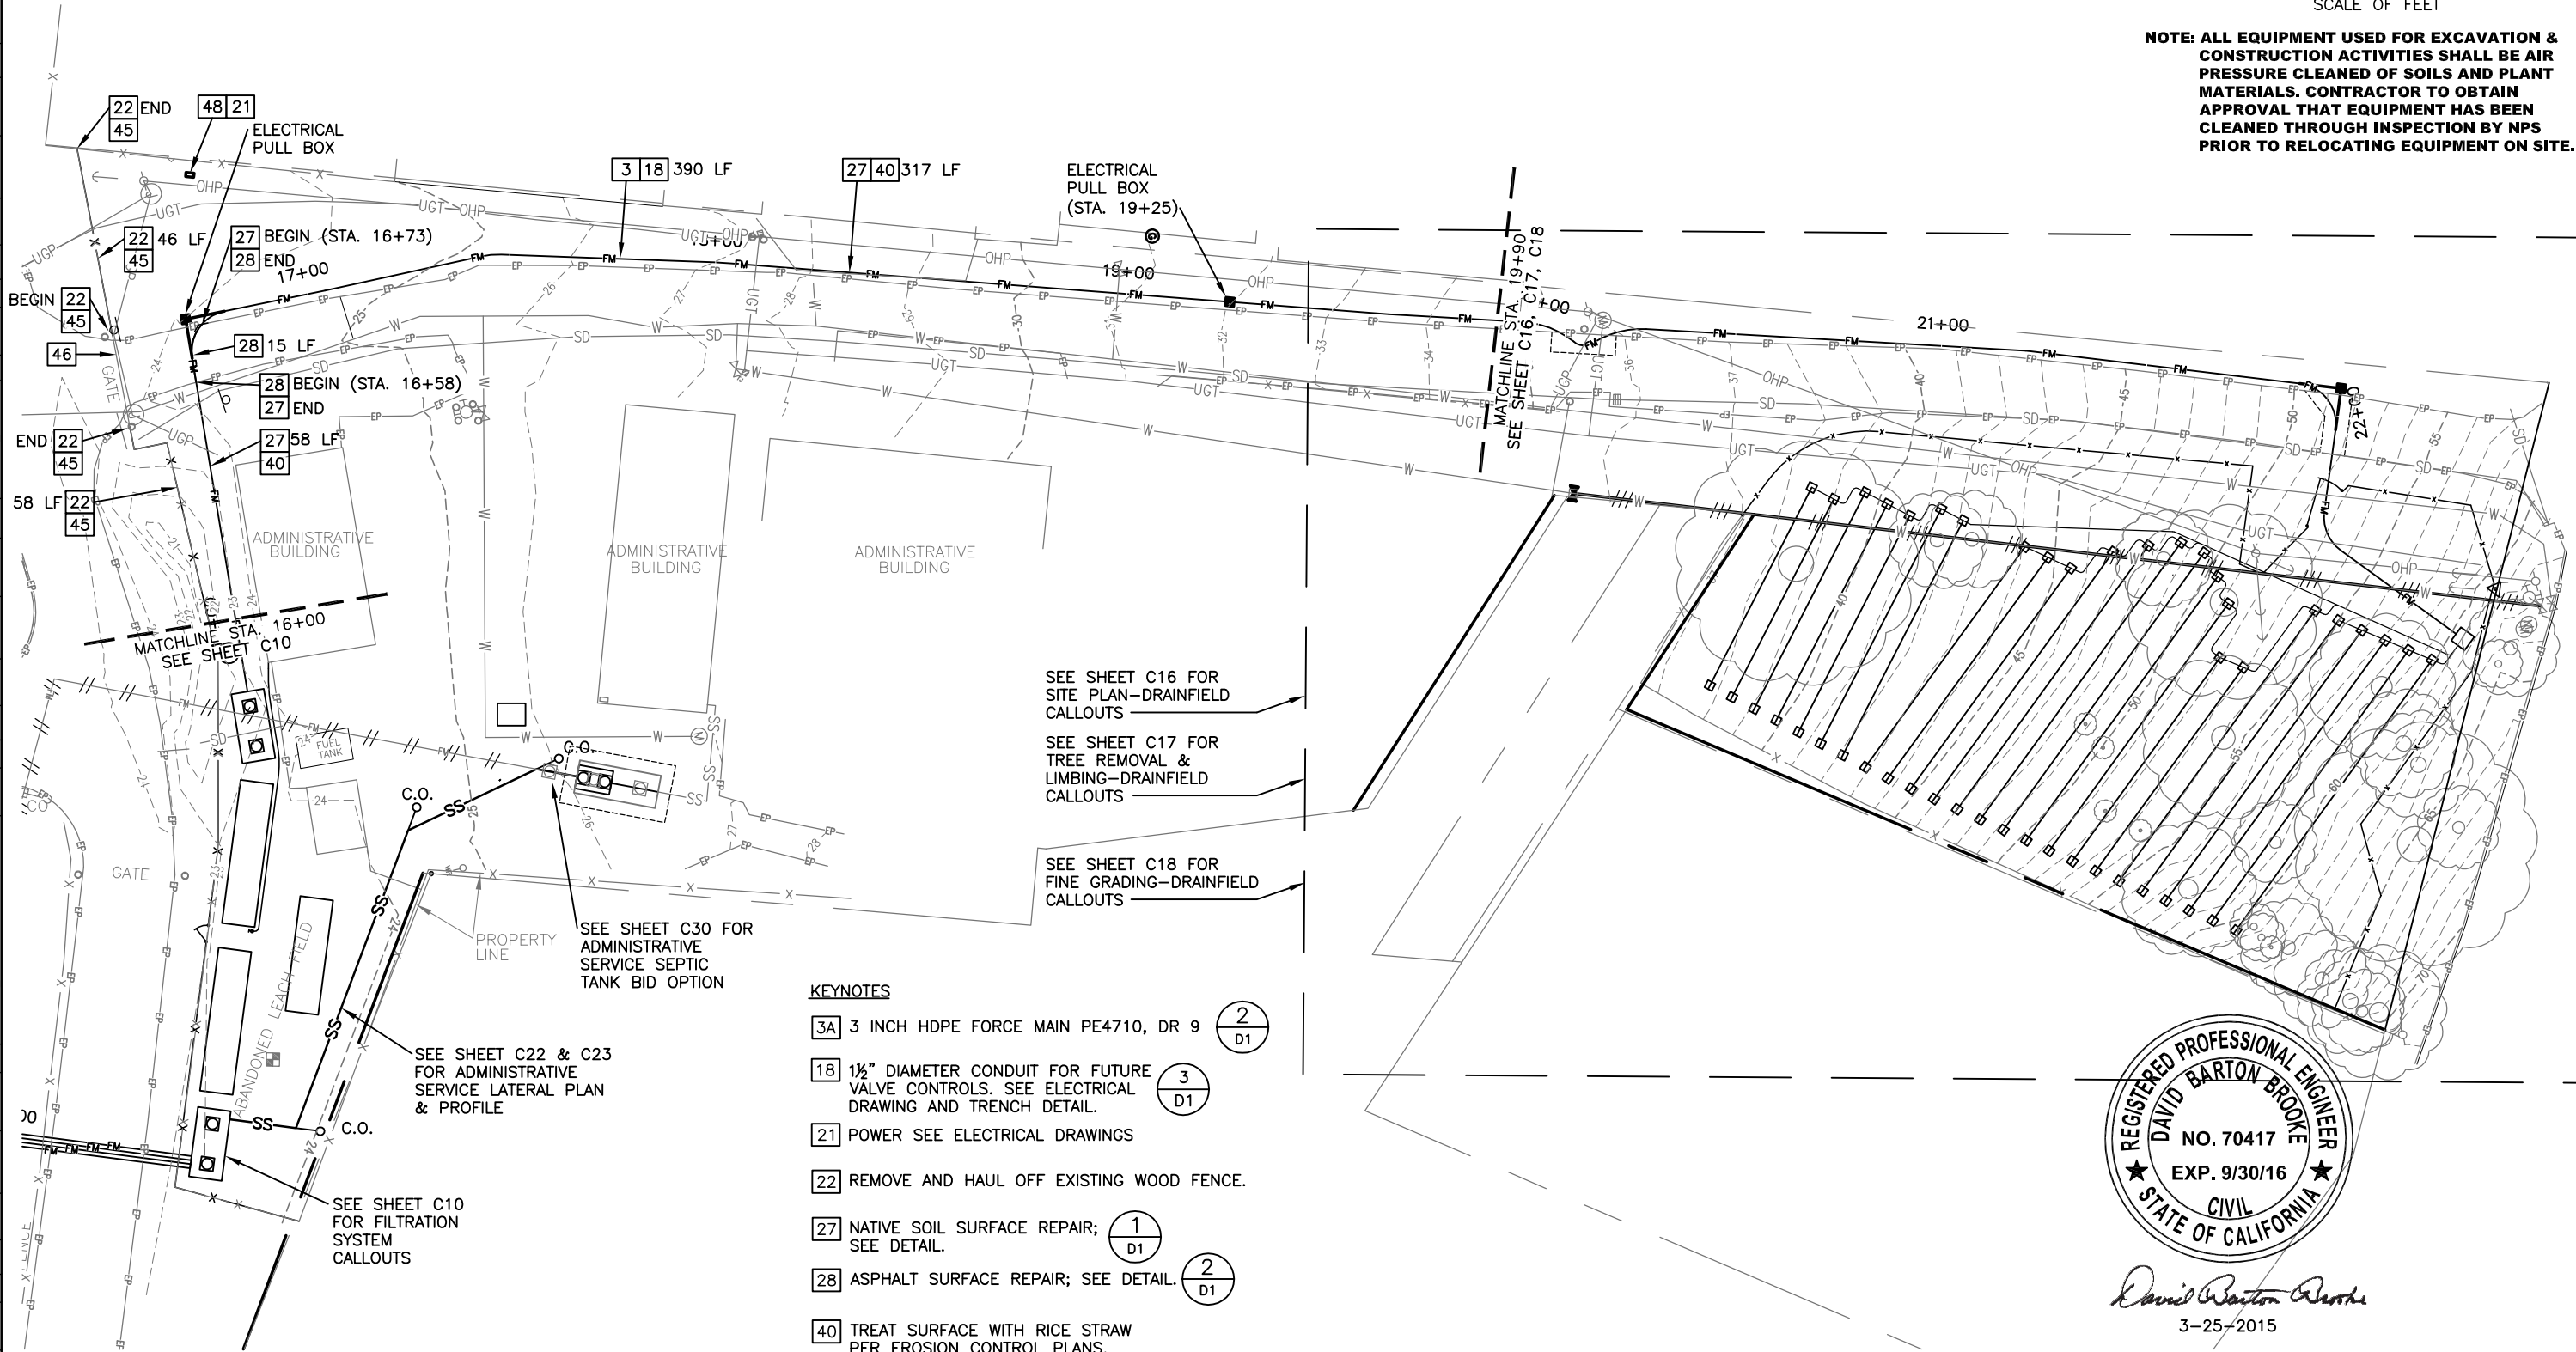 SCALE OF FEET
NOTE: ALL EQUIPMENT USED FOR EXCAVATION &
CONSTRUCTION ACTIVITIES SHALL BE AIR
PRESSURE CLEANED OF SOILS AND PLANT
MATERIALS. CONTRACTOR TO OBTAIN
APPROVAL THAT EQUIPMENT HAS BEEN
CLEANED THROUGH INSPECTION BY NPS
PRIOR TO RELOCATING EQUIPMENT ON SITE.
22 END
45
48 21
ELECTRICAL
PULL BOX
3 18 390 LF
27 40 317 LF
ELECTRICAL
PULL BOX
(STA. 19+25)
22 46 LF
45
27 BEGIN (STA. 16+73)
28 END
17+00
19+00
21+00
22+00
BEGIN 22
45
46
28 15 LF
28 BEGIN (STA. 16+58)
27 END
END 22
45
27 58 LF
40
58 LF 22
45
GATE
MATCHLINE STA. 19+90
SEE SHEET C16, C17, C18
ADMINISTRATIVE
BUILDING
ADMINISTRATIVE
BUILDING
ADMINISTRATIVE
BUILDING
MATCHLINE STA. 16+00
SEE SHEET C10
FUEL
TANK
C.O.
C.O.
SEE SHEET C16 FOR
SITE PLAN-DRAINFIELD
CALLOUTS
SEE SHEET C17 FOR
TREE REMOVAL &
LIMBING-DRAINFIELD
CALLOUTS
SEE SHEET C18 FOR
FINE GRADING-DRAINFIELD
CALLOUTS
GATE
PROPERTY
LINE
SEE SHEET C30 FOR
ADMINISTRATIVE
SERVICE SEPTIC
TANK BID OPTION
ABANDONED LEACH FIELD
SEE SHEET C22 & C23
FOR ADMINISTRATIVE
SERVICE LATERAL PLAN
& PROFILE
C.O.
SEE SHEET C10
FOR FILTRATION
SYSTEM
CALLOUTS
KEYNOTES
3A 3 INCH HDPE FORCE MAIN PE4710, DR 9 2 D1
18 1½" DIAMETER CONDUIT FOR FUTURE
VALVE CONTROLS. SEE ELECTRICAL
DRAWING AND TRENCH DETAIL. 3 D1
21 POWER SEE ELECTRICAL DRAWINGS
22 REMOVE AND HAUL OFF EXISTING WOOD FENCE.
27 NATIVE SOIL SURFACE REPAIR;
SEE DETAIL. 1 D1
28 ASPHALT SURFACE REPAIR; SEE DETAIL. 2 D1
40 TREAT SURFACE WITH RICE STRAW
PER EROSION CONTROL PLANS.
REGISTERED PROFESSIONAL ENGINEER
DAVID BARTON BROOKE
NO. 70417
EXP. 9/30/16
CIVIL
STATE OF CALIFORNIA
David Barton Brooke
3-25-2015